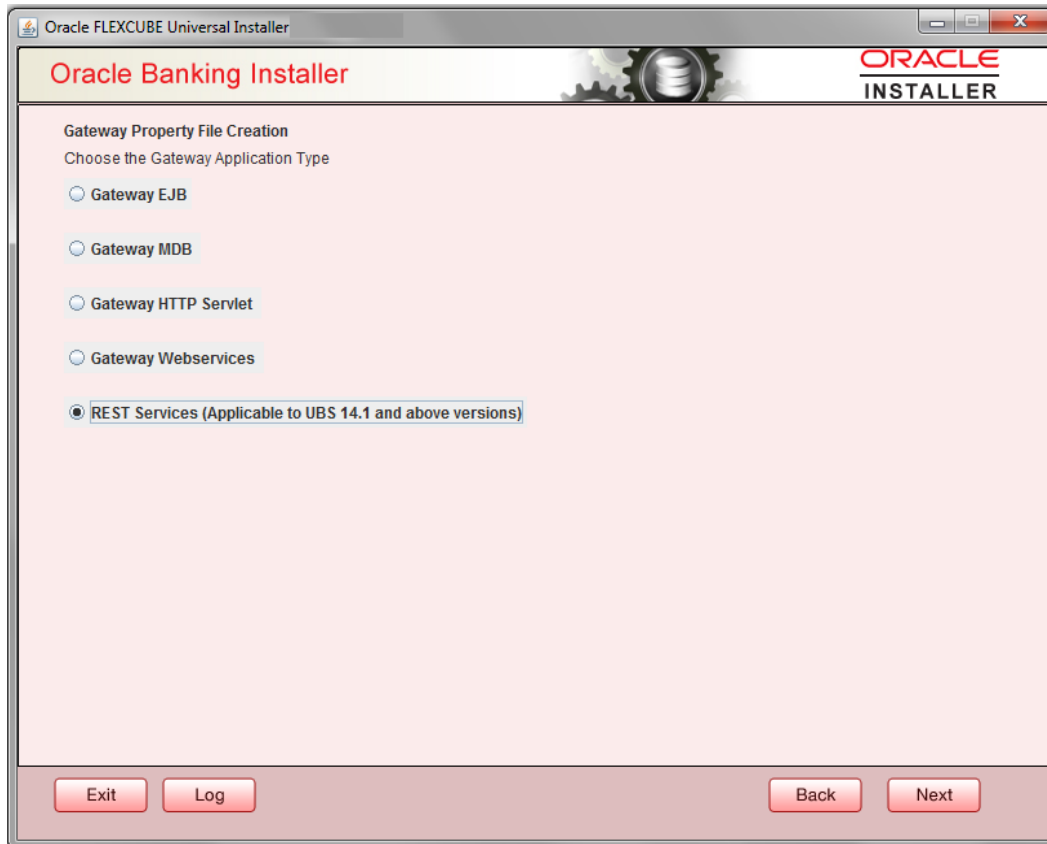 Oracle FLEXCUBE Universal Installer
Oracle Banking Installer
ORACLE
INSTALLER
Gateway Property File Creation
Choose the Gateway Application Type
Gateway EJB
Gateway MDB
Gateway HTTP Servlet
Gateway Webservices
REST Services (Applicable to UBS 14.1 and above versions)
Exit
Log
Back
Next